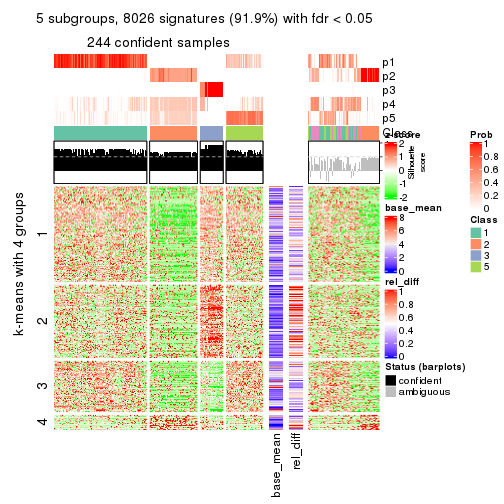 5 subgroups, 8026 signatures (91.9%) with fdr < 0.05
244 confident samples
p1
p2
p3
p4
p5
Class
z-score
2
1
0
-1
-2
Silhouette
score
Prob
1
0.8
0.6
0.4
0.2
0
base_mean
8
6
4
2
0
Class
1
2
3
5
rel_diff
1
0.8
0.6
0.4
0.2
0
Status (barplots)
confident
ambiguous
k-means with 4 groups
1
2
3
4
base_mean
rel_diff